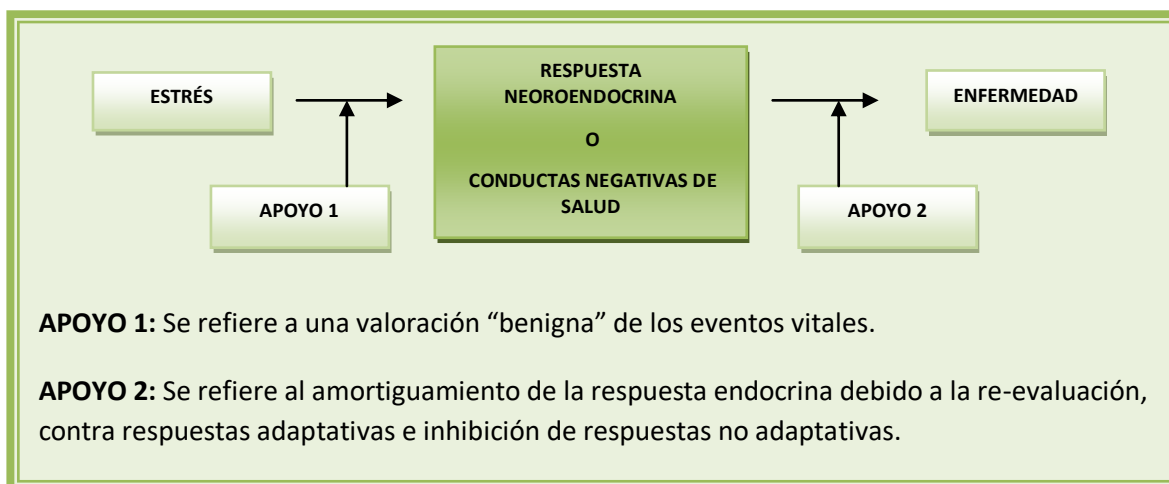 ESTRÉS
RESPUESTA
NEOROENDOCRINA
O
CONDUCTAS NEGATIVAS DE
SALUD
ENFERMEDAD
APOYO 1
APOYO 2
APOYO 1: Se refiere a una valoración “benigna” de los eventos vitales.
APOYO 2: Se refiere al amortiguamiento de la respuesta endocrina debido a la re-evaluación,
contra respuestas adaptativas e inhibición de respuestas no adaptativas.